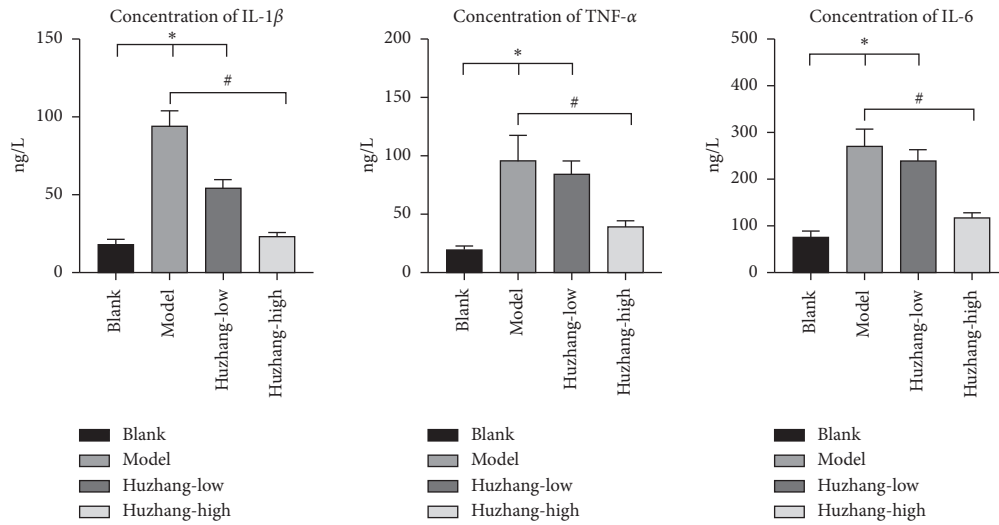 Concentration of IL-1β
150
100
50
0
ng/L
*
#
Blank
Model
Huzhang-low
Huzhang-high
Blank
Model
Huzhang-low
Huzhang-high
Concentration of TNF-α
200
150
100
50
0
ng/L
*
#
Blank
Model
Huzhang-low
Huzhang-high
Blank
Model
Huzhang-low
Huzhang-high
Concentration of IL-6
500
400
300
200
100
0
ng/L
*
#
Blank
Model
Huzhang-low
Huzhang-high
Blank
Model
Huzhang-low
Huzhang-high